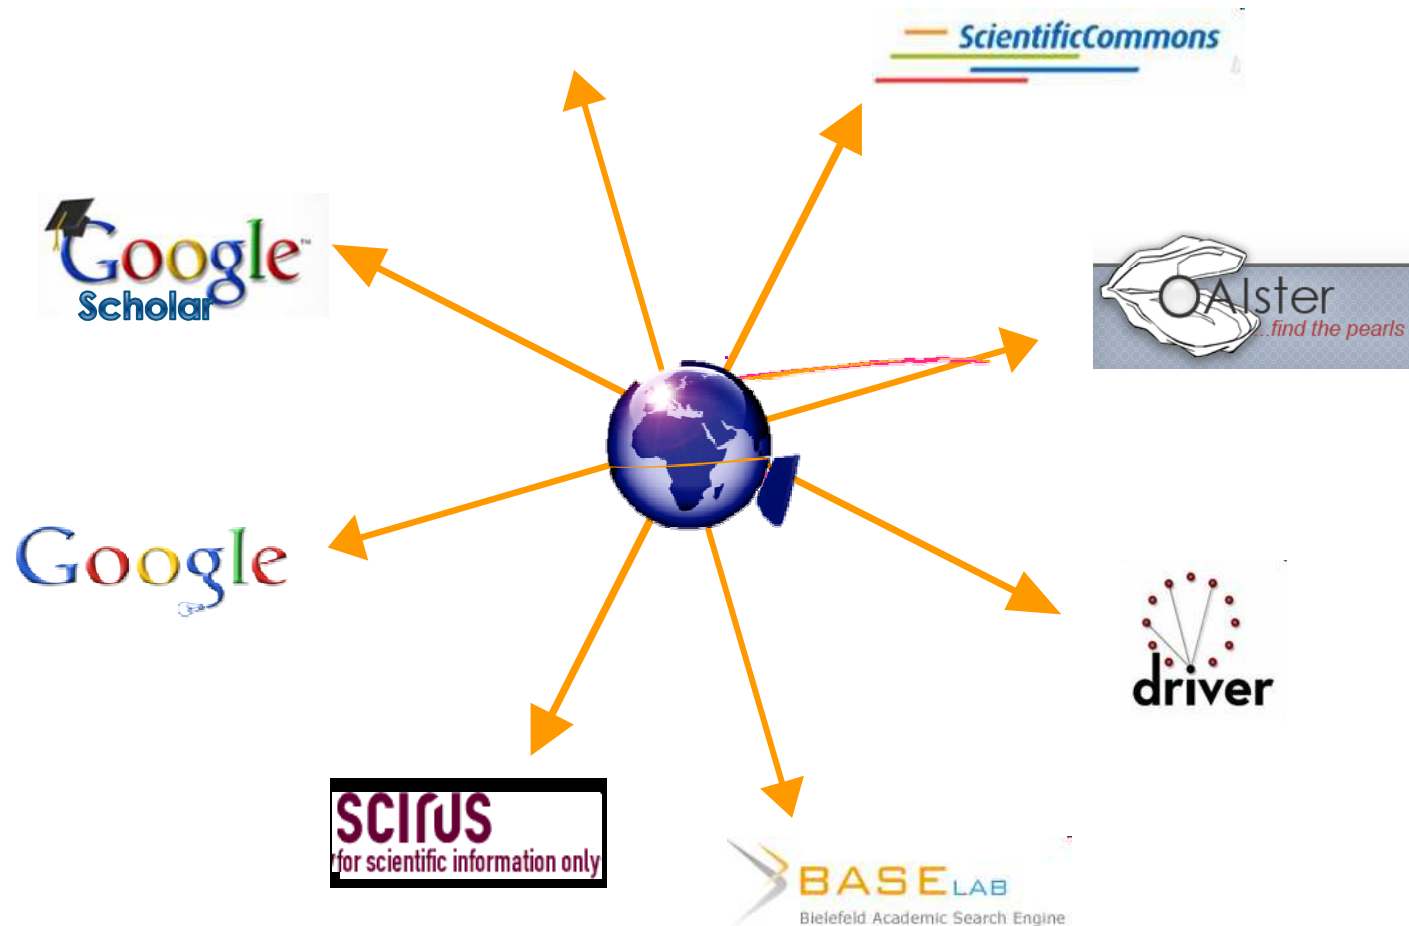 ScientificCommons
Google™
Scholar
OAIster
...find the pearls
Google
driver
scirus
for scientific information only
BASE LAB
Bielefeld Academic Search Engine